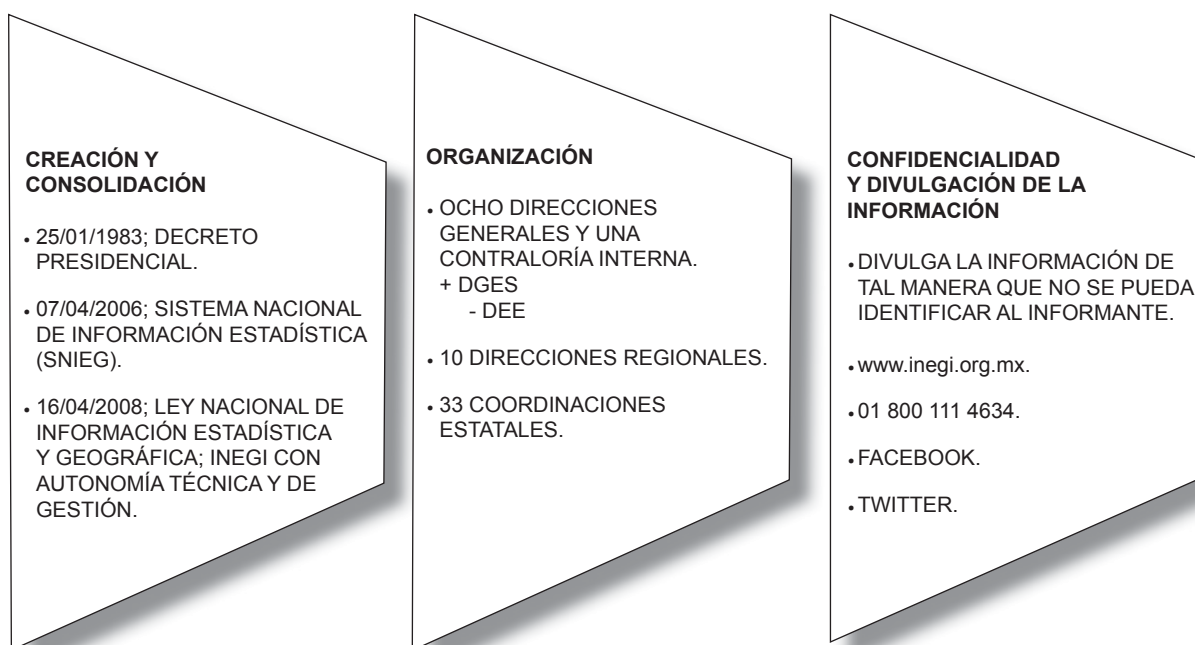 CREACIÓN Y
CONSOLIDACIÓN
• 25/01/1983; DECRETO
PRESIDENCIAL.
• 07/04/2006; SISTEMA NACIONAL
DE INFORMACIÓN ESTADÍSTICA
(SNIEG).
• 16/04/2008; LEY NACIONAL DE
INFORMACIÓN ESTADÍSTICA
Y GEOGRÁFICA; INEGI CON
AUTONOMÍA TÉCNICA Y DE
GESTIÓN.
ORGANIZACIÓN
• OCHO DIRECCIONES
GENERALES Y UNA
CONTRALORÍA INTERNA.
+ DGES
- DEE
• 10 DIRECCIONES REGIONALES.
• 33 COORDINACIONES
ESTATALES.
CONFIDENCIALIDAD
Y DIVULGACIÓN DE LA
INFORMACIÓN
• DIVULGA LA INFORMACIÓN DE
TAL MANERA QUE NO SE PUEDA
IDENTIFICAR AL INFORMANTE.
• www.inegi.org.mx.
• 01 800 111 4634.
• FACEBOOK.
• TWITTER.